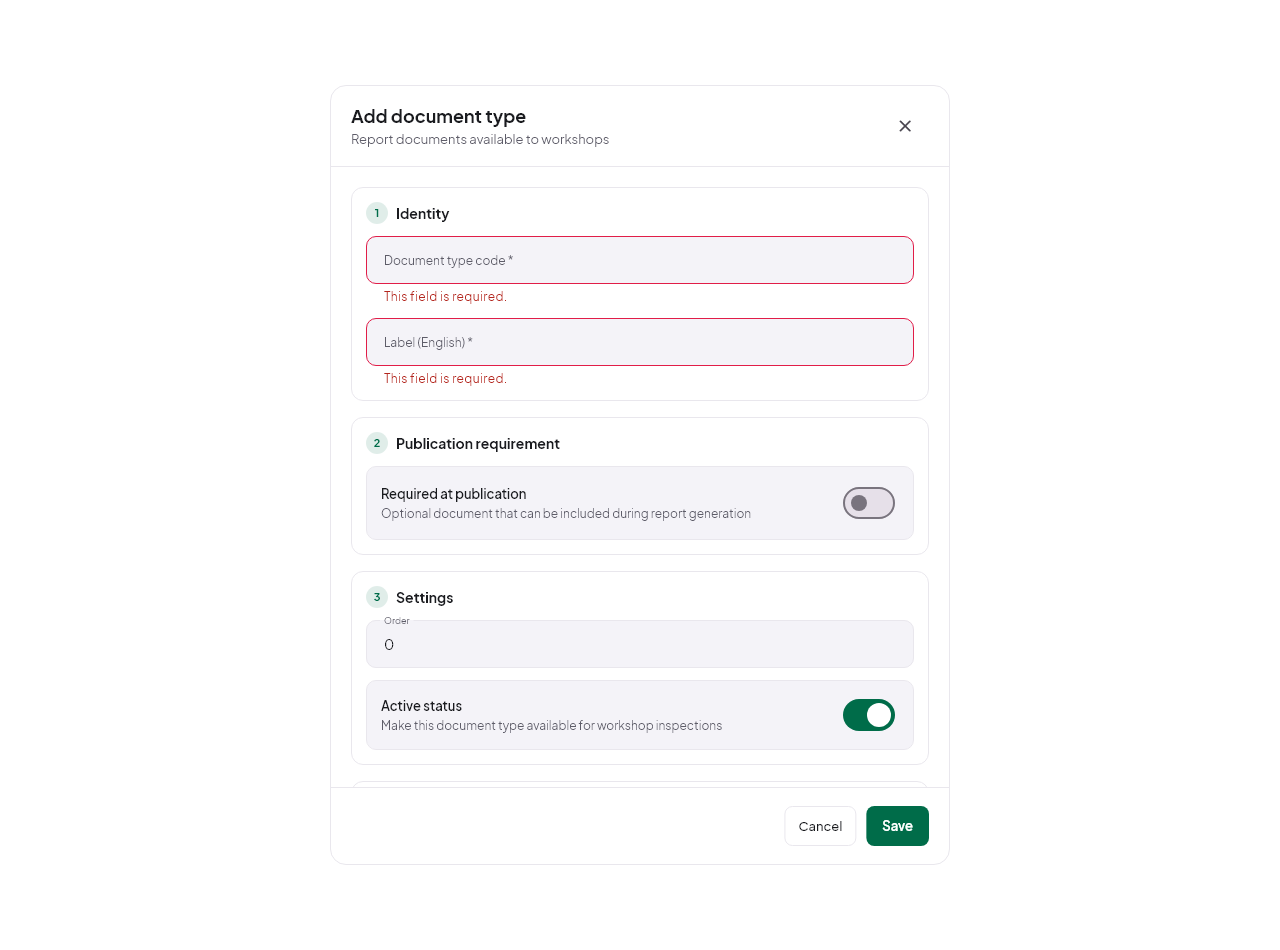 Add document type
Report documents available to workshops
1 Identity
Document type code *
This field is required.
Label (English) *
This field is required.
2 Publication requirement
Required at publication
Optional document that can be included during report generation
3 Settings
Order
0
Active status
Make this document type available for workshop inspections
Cancel Save